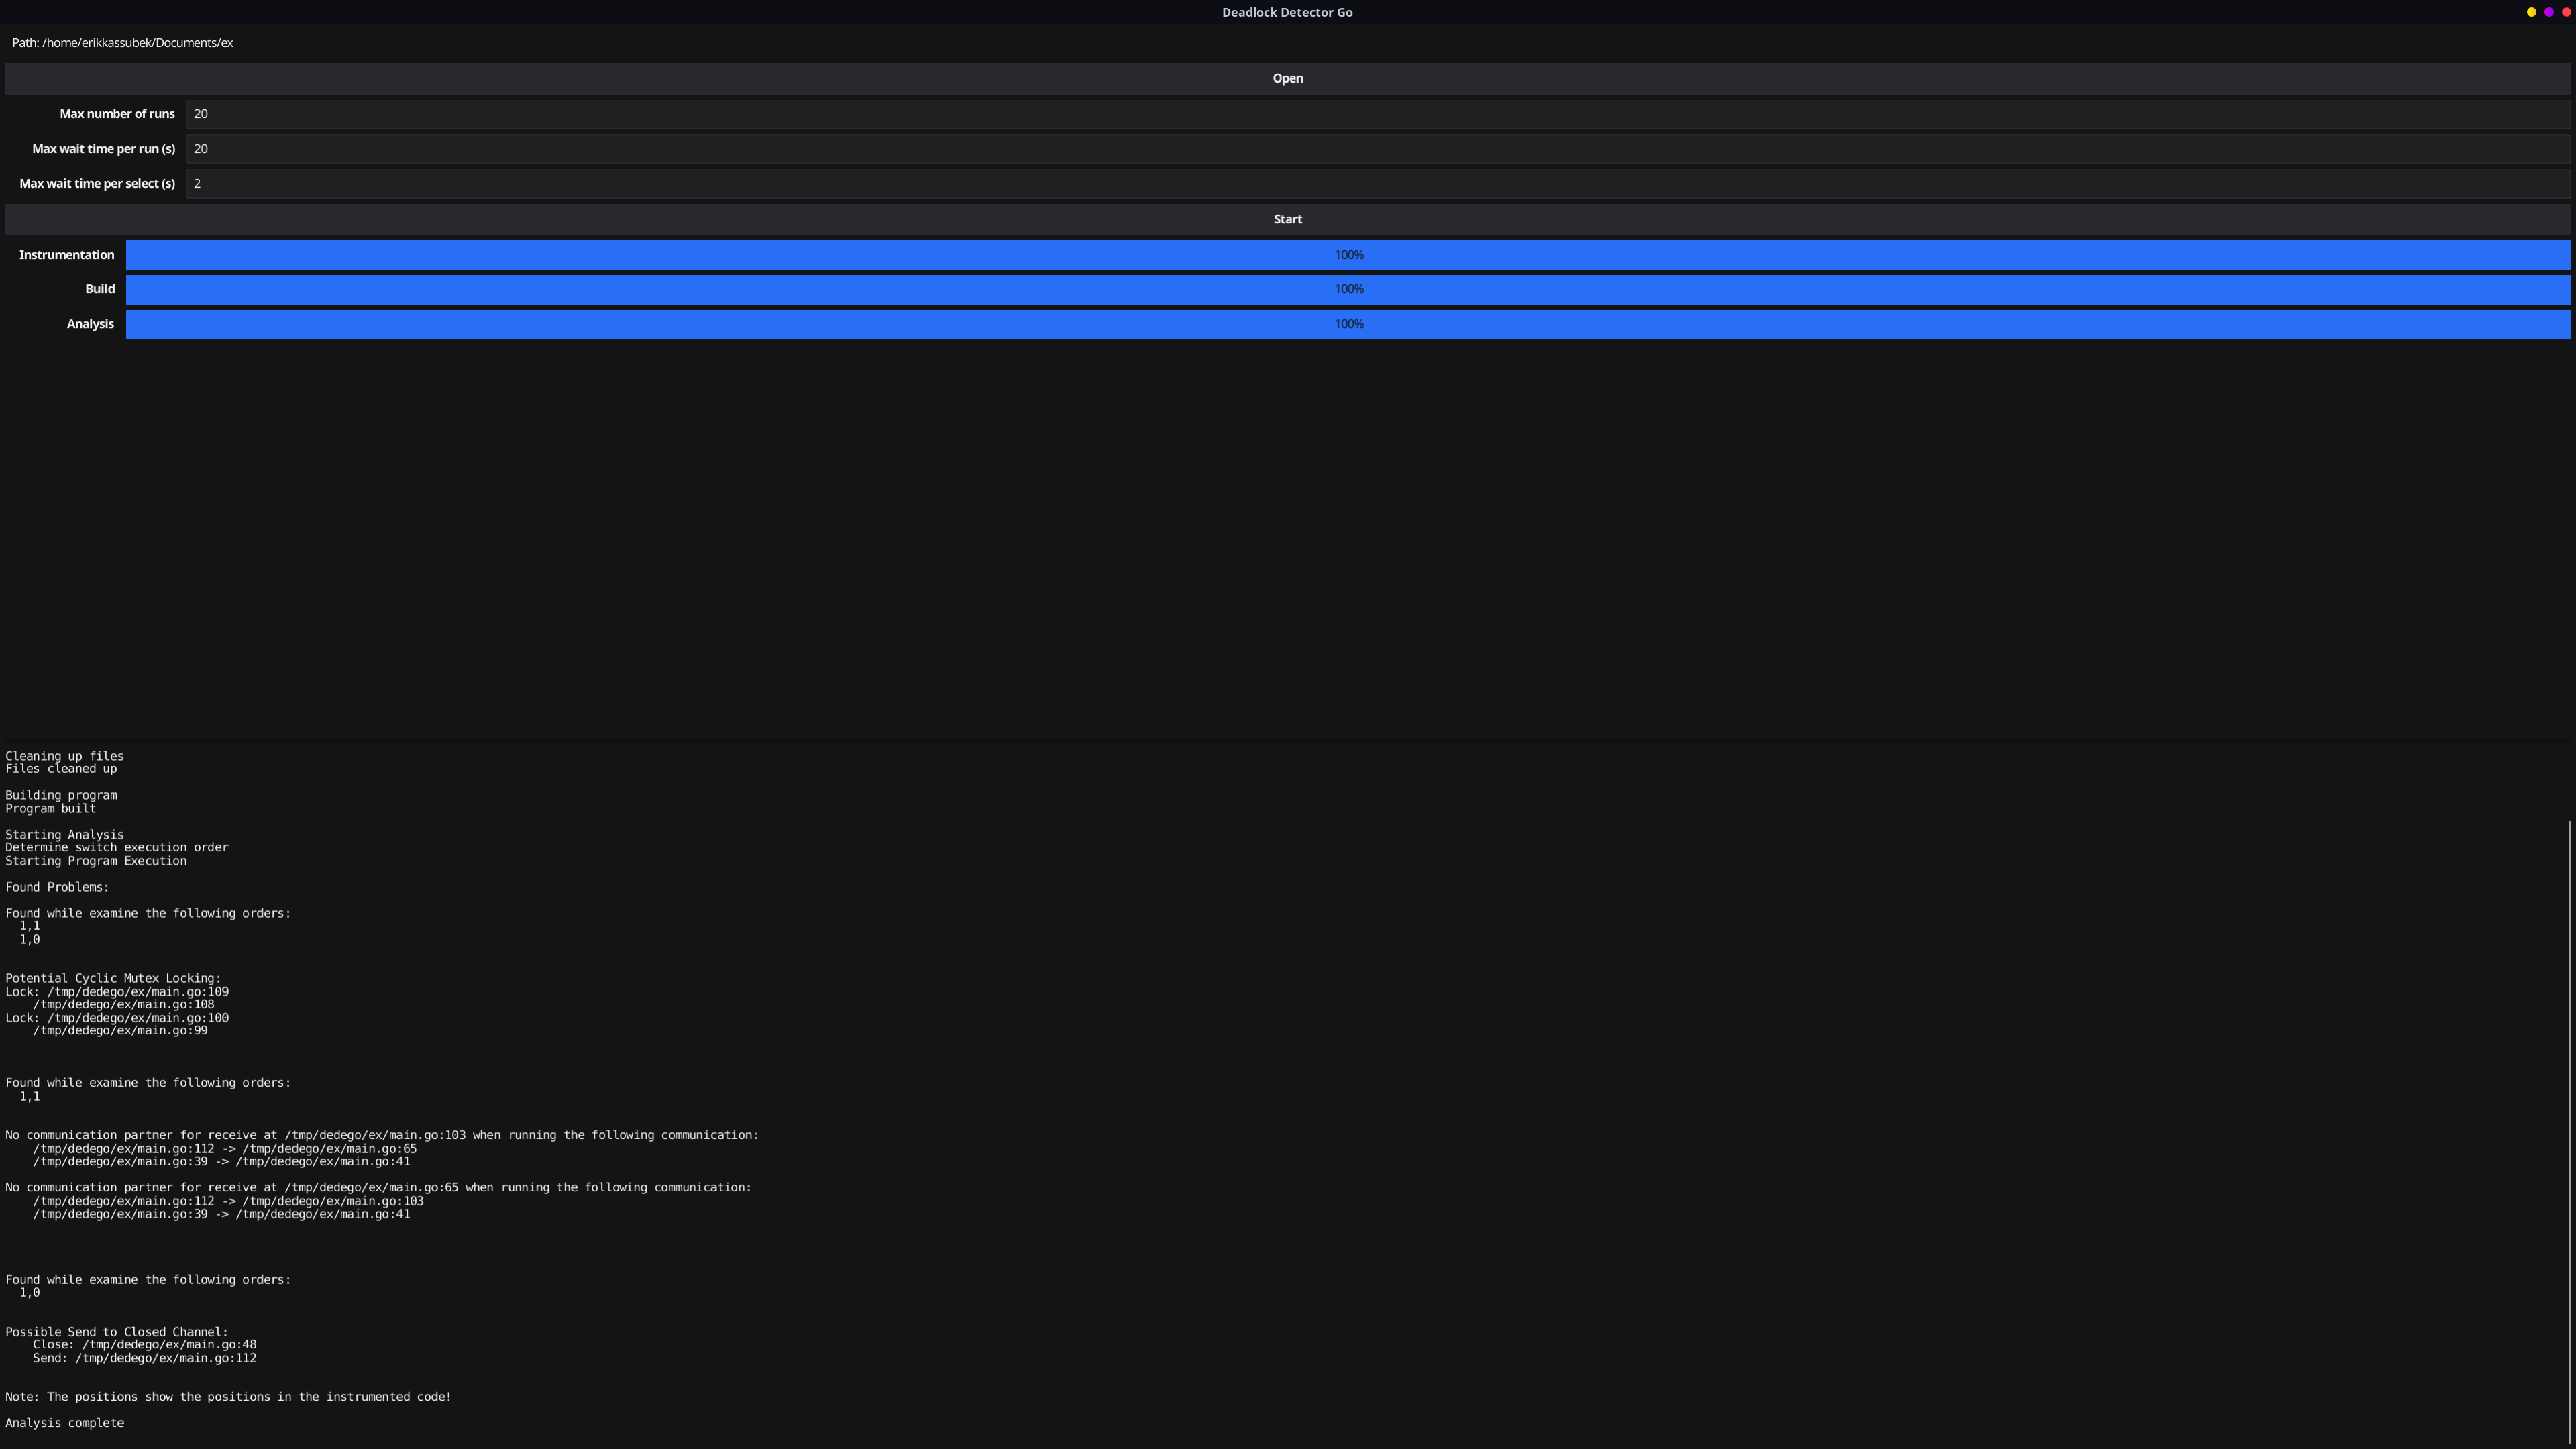 Deadlock Detector Go
Path: /home/erikkassubek/Documents/ex
Open
Max number of runs 20
Max wait time per run (s) 20
Max wait time per select (s) 2
Start
Instrumentation 100%
Build 100%
Analysis 100%
Cleaning up files
Files cleaned up
Building program
Program built
Starting Analysis
Determine switch execution order
Starting Program Execution
Found Problems:
Found while examine the following orders:
1,1
1,0
Potential Cyclic Mutex Locking:
Lock: /tmp/dedego/ex/main.go:109
/tmp/dedego/ex/main.go:108
Lock: /tmp/dedego/ex/main.go:100
/tmp/dedego/ex/main.go:99
Found while examine the following orders:
1,1
No communication partner for receive at /tmp/dedego/ex/main.go:103 when running the following communication:
/tmp/dedego/ex/main.go:112 -> /tmp/dedego/ex/main.go:65
/tmp/dedego/ex/main.go:39 -> /tmp/dedego/ex/main.go:41
No communication partner for receive at /tmp/dedego/ex/main.go:65 when running the following communication:
/tmp/dedego/ex/main.go:112 -> /tmp/dedego/ex/main.go:103
/tmp/dedego/ex/main.go:39 -> /tmp/dedego/ex/main.go:41
Found while examine the following orders:
1,0
Possible Send to Closed Channel:
Close: /tmp/dedego/ex/main.go:48
Send: /tmp/dedego/ex/main.go:112
Note: The positions show the positions in the instrumented code!
Analysis complete